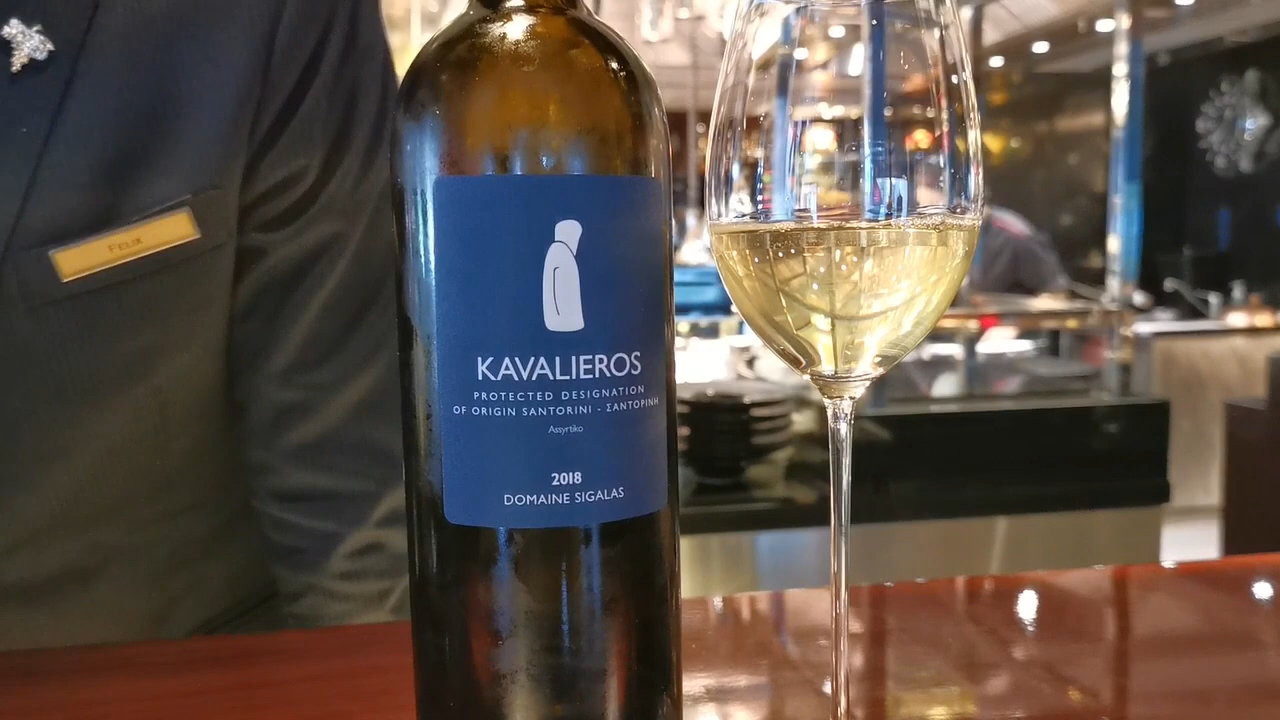 FELIX
KAVALIEROS
PROTECTED DESIGNATION
OF ORIGIN SANTORINI - ΣΑΝΤΟΡΙΝΗ
Assyrtiko
2018
DOMAINE SIGALAS